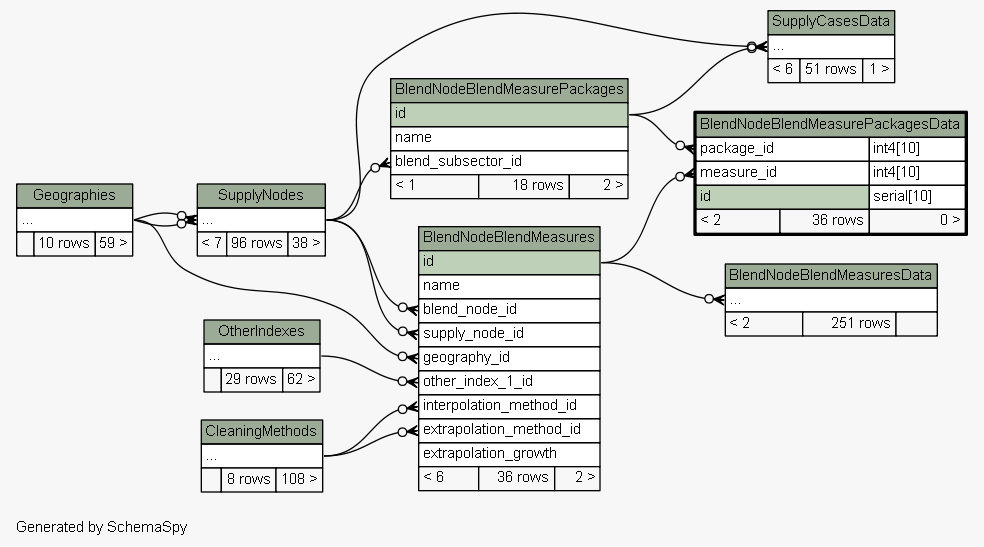 SupplyCasesData
...
< 6 51 rows 1 >
BlendNodeBlendMeasurePackages
id
name
blend_subsector_id
< 1 18 rows 2 >
BlendNodeBlendMeasurePackagesData
package_id int4[10]
measure_id int4[10]
id serial[10]
< 2 36 rows 0 >
Geographies
...
10 rows 59 >
SupplyNodes
...
< 7 96 rows 38 >
BlendNodeBlendMeasures
id
name
blend_node_id
supply_node_id
geography_id
other_index_1_id
interpolation_method_id
extrapolation_method_id
extrapolation_growth
< 6 36 rows 2 >
BlendNodeBlendMeasuresData
...
< 2 251 rows
OtherIndexes
...
29 rows 62 >
CleaningMethods
...
8 rows 108 >
Generated by SchemaSpy